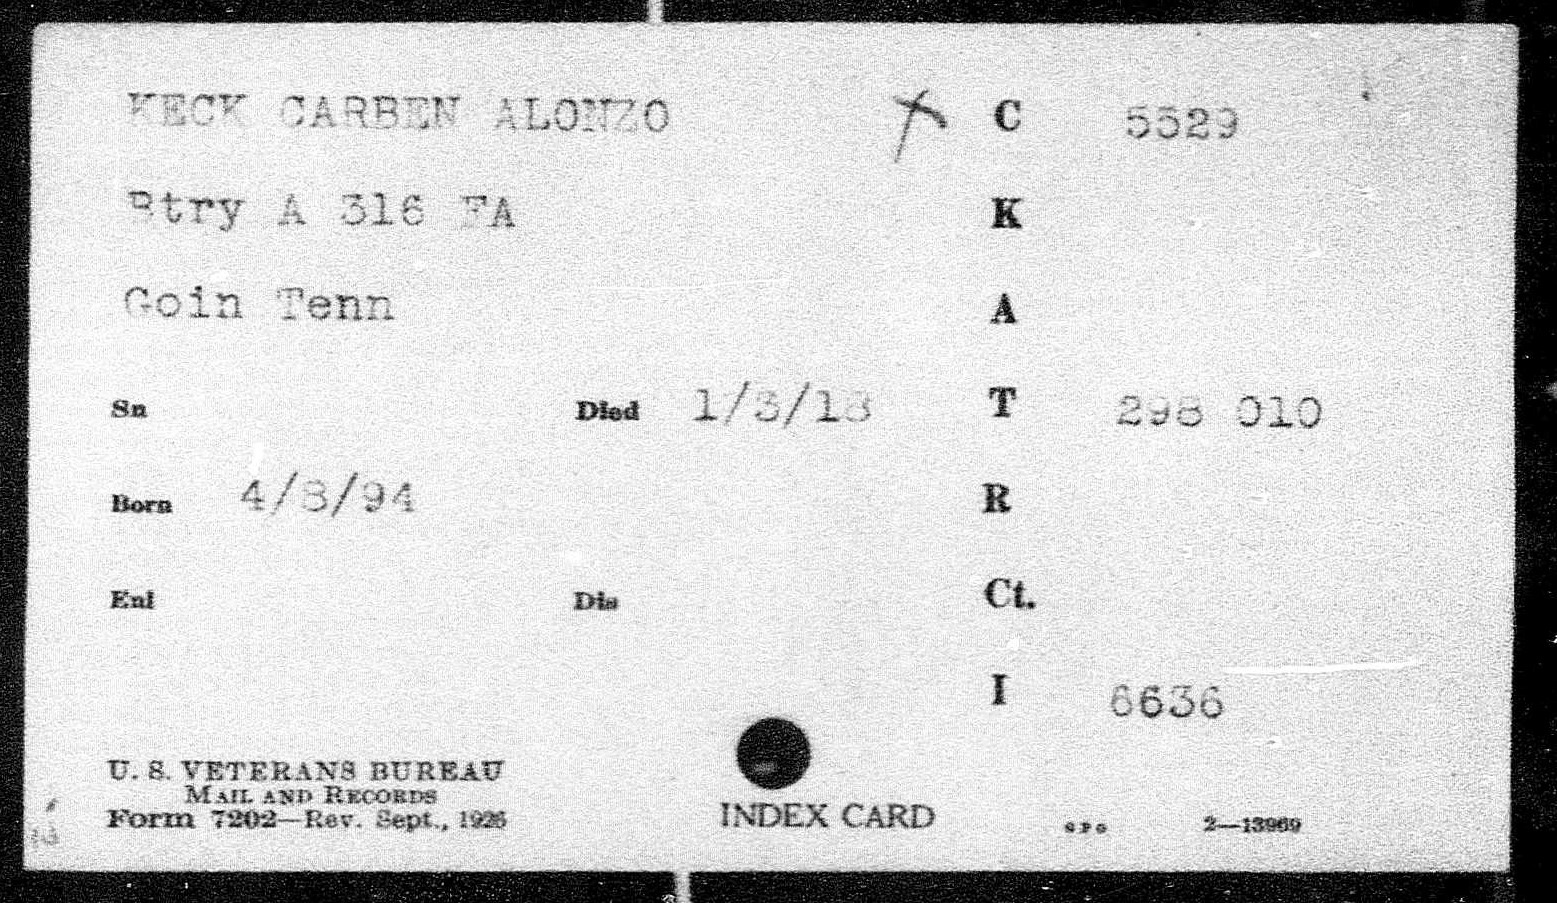 KECK CARBEN ALONZO C 5529
Btry A 316 FA K
Goin Tenn A
Sn Died 1/3/18 T 298 010
Born 4/8/94 R
Enl Dis Ct.
I 6636
U. S. VETERANS BUREAU
MAIL AND RECORDS
Form 7202—Rev. Sept., 1926
INDEX CARD GPO 2—13969